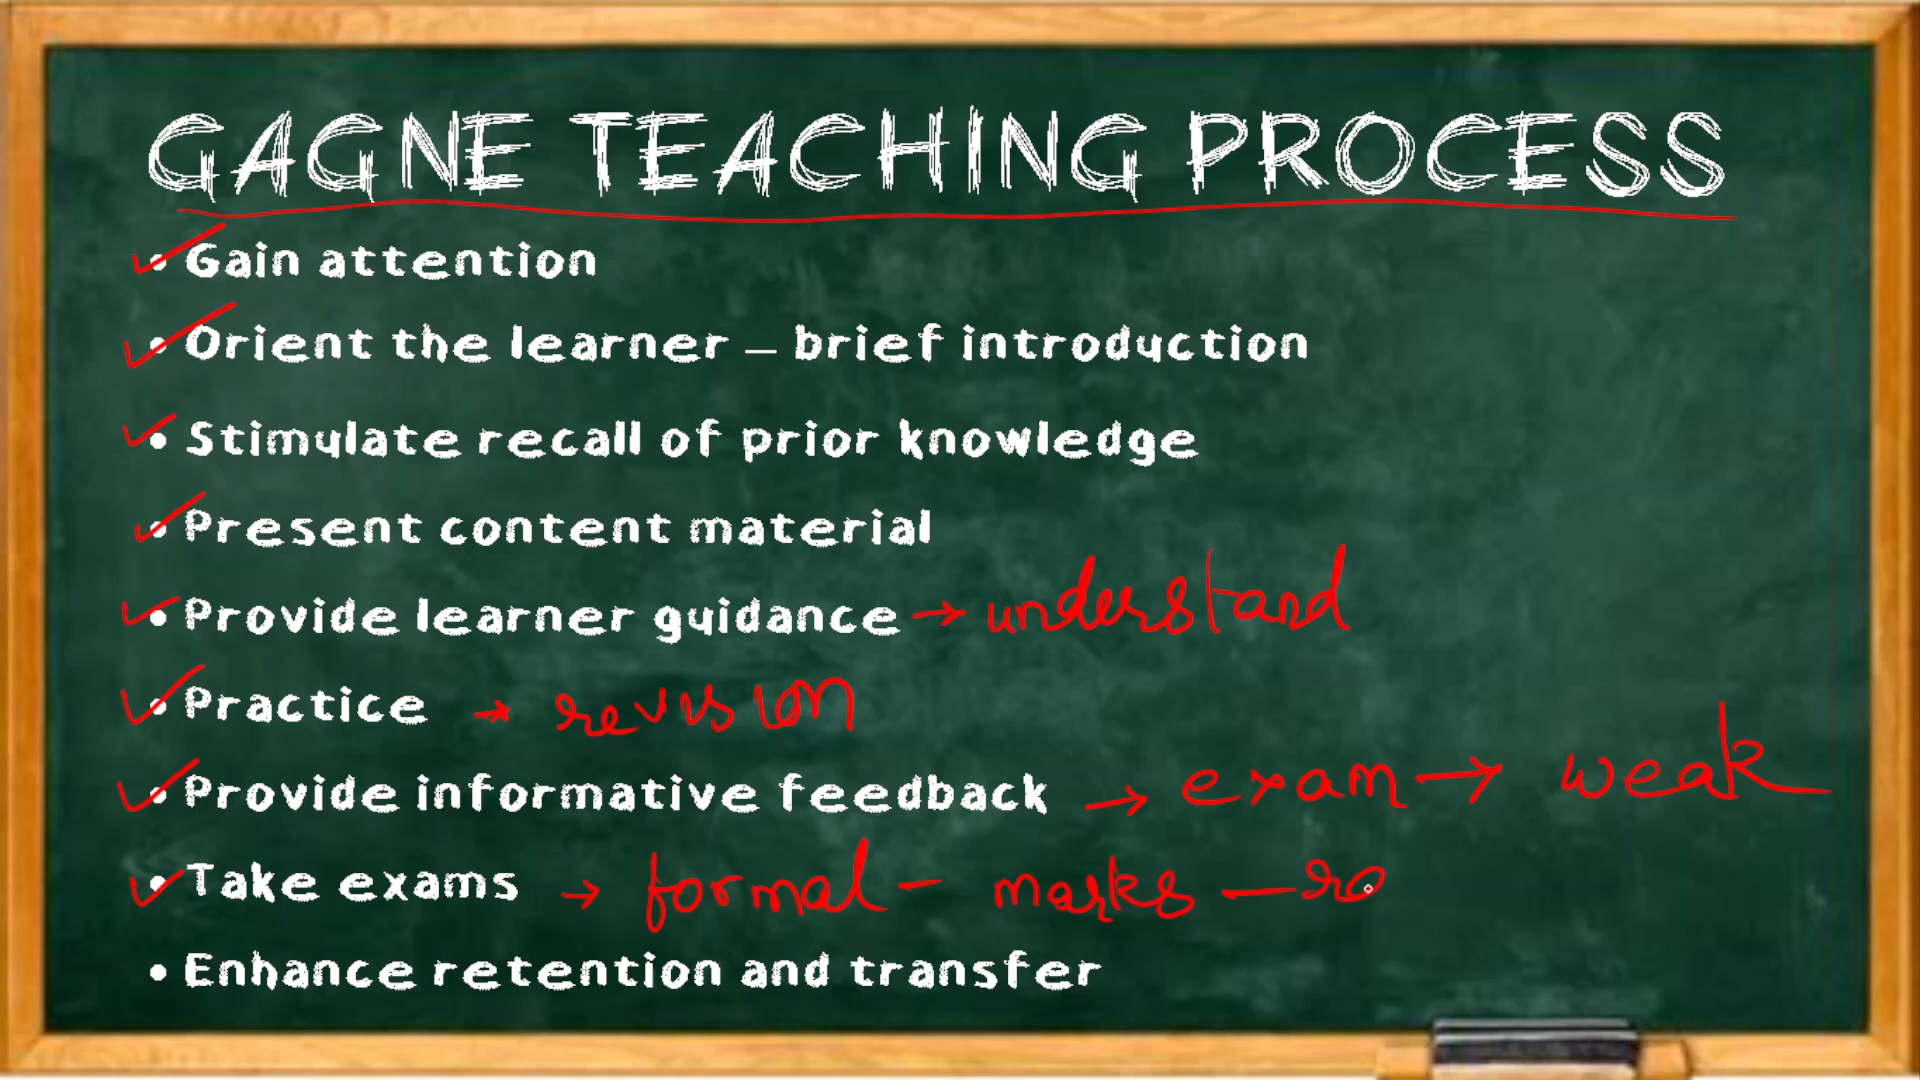 GAGNE TEACHING PROCESS
• Gain attention
• Orient the learner – brief introduction
• Stimulate recall of prior knowledge
• Present content material
• Provide learner guidance → understand
• Practice → revision
• Provide informative feedback → exam → weak
• Take exams → formal - marks —
• Enhance retention and transfer